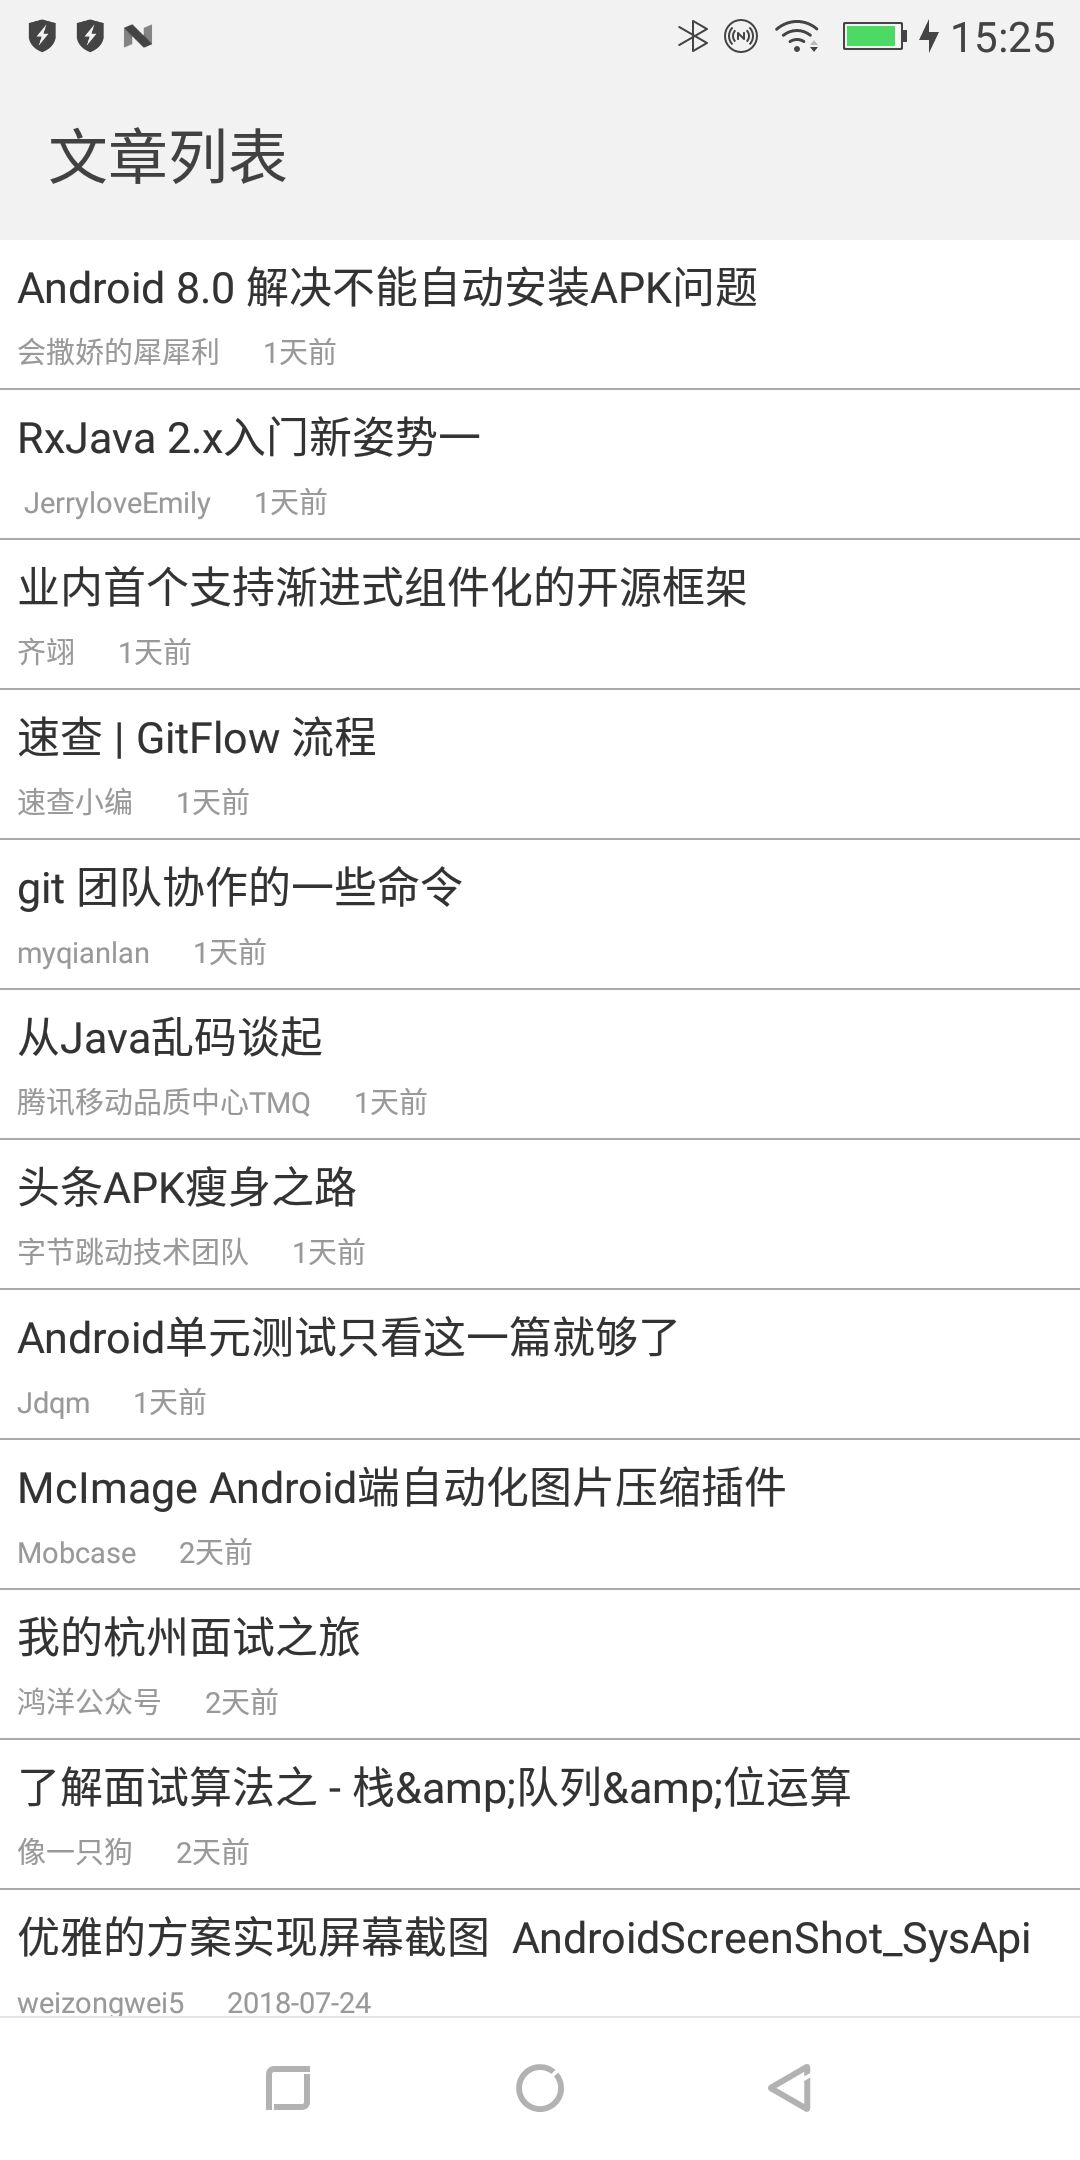 15:25
文章列表
Android 8.0 解决不能自动安装APK问题
会撒娇的犀犀利 1天前
RxJava 2.x入门新姿势一
JerryloveEmily 1天前
业内首个支持渐进式组件化的开源框架
齐翊 1天前
速查 | GitFlow 流程
速查小编 1天前
git 团队协作的一些命令
myqianlan 1天前
从Java乱码谈起
腾讯移动品质中心TMQ 1天前
头条APK瘦身之路
字节跳动技术团队 1天前
Android单元测试只看这一篇就够了
Jdqm 1天前
McImage Android端自动化图片压缩插件
Mobcase 2天前
我的杭州面试之旅
鸿洋公众号 2天前
了解面试算法之 - 栈&amp;队列&amp;位运算
像一只狗 2天前
优雅的方案实现屏幕截图 AndroidScreenShot_SysApi
weizongwei5 2018-07-24